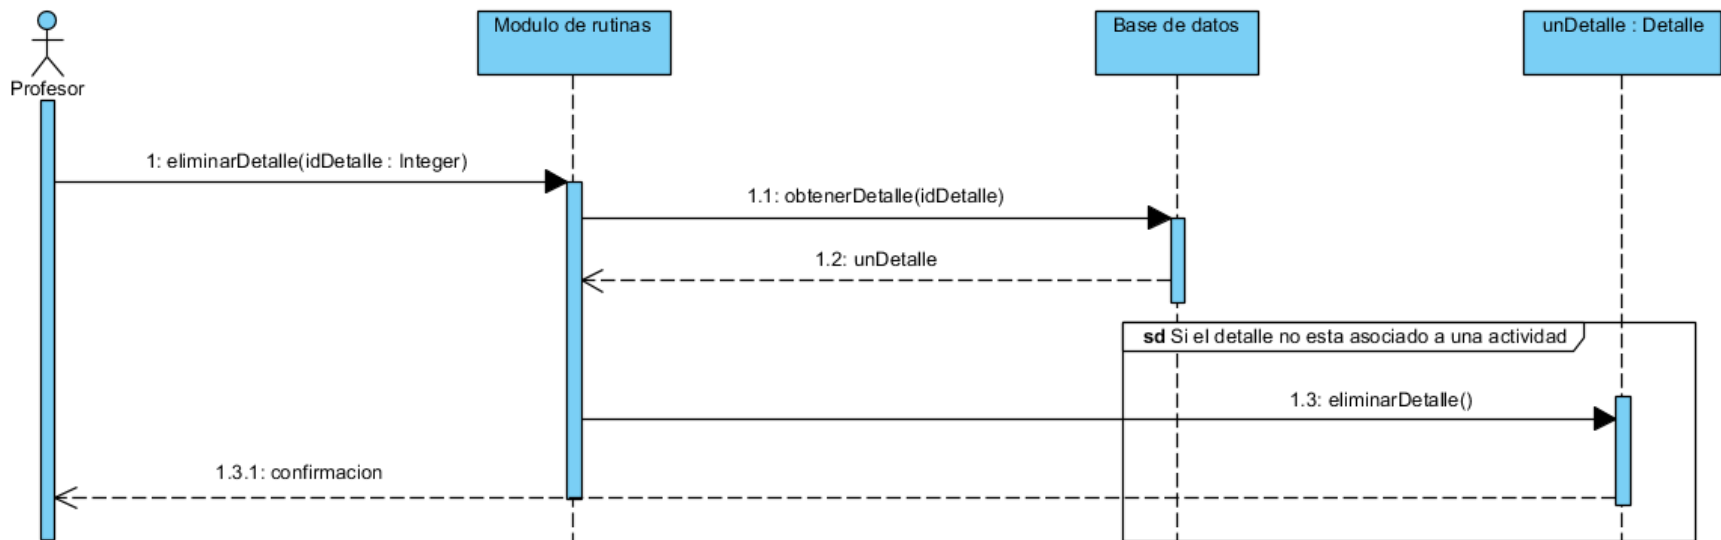 Modulo de rutinas
Base de datos
unDetalle : Detalle
Profesor
1: eliminarDetalle(idDetalle : Integer)
1.1: obtenerDetalle(idDetalle)
1.2: unDetalle
sd Si el detalle no esta asociado a una actividad
1.3: eliminarDetalle()
1.3.1: confirmacion